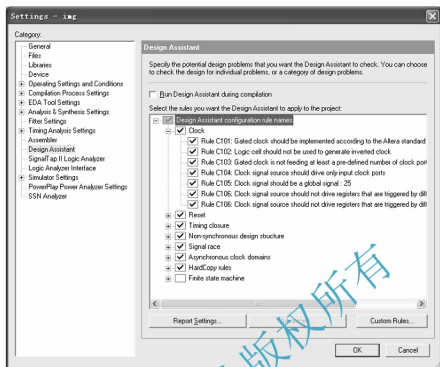 Settings - img
Category:
General
Files
Libraries
Device
Operating Settings and Conditions
Compilation Process Settings
EDA Tool Settings
Analysis & Synthesis Settings
Fitter Settings
Timing Analysis Settings
Assembler
Design Assistant
SignalTap II Logic Analyzer
Logic Analyzer Interface
Simulator Settings
PowerPlay Power Analyzer Settings
SSN Analyzer
Design Assistant
Specify the potential design problems that you want the Design Assistant to check. You can choose
to check the design for individual problems, or a category of design problems.
Run Design Assistant during compilation
Select the rules you want the Design Assistant to apply to the project:
Design Assistant configuration rule names
Clock
Rule C101: Gated clock should be implemented according to the Altera standard
Rule C102: Logic cell should not be used to generate inverted clock
Rule C103: Gated clock is not feeding at least a pre-defined number of clock port
Rule C104: Clock signal source should drive only input clock ports
Rule C105: Clock signal should be a global signal : 25
Rule C106: Clock signal source should not drive registers that are triggered by dif
Rule C106: Clock signal source should not drive registers that are triggered by dif
Reset
Timing closure
Non-synchronous design structure
Signal race
Asynchronous clock domains
HardCopy rules
Finite state machine
Report Settings...
Custom Rules...
OK
Cancel
版权所有